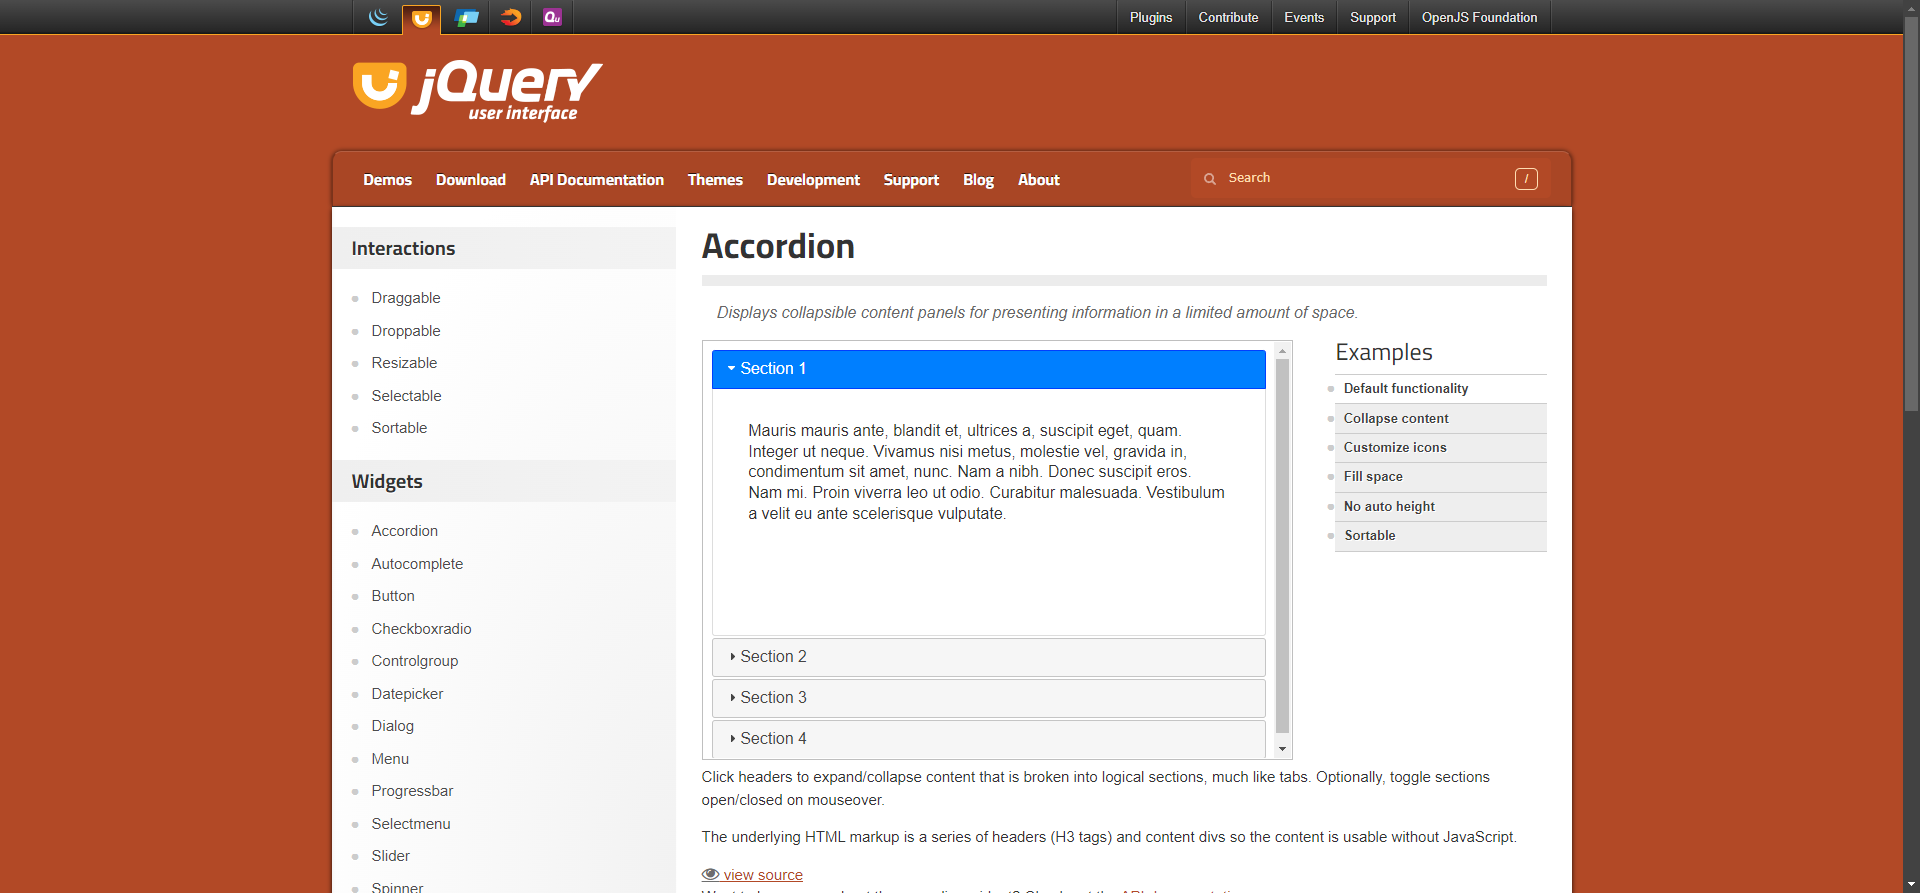 Plugins
Contribute
Events
Support
OpenJS Foundation
Qu
jQuery
user interface
Demos
Download
API Documentation
Themes
Development
Support
Blog
About
Search
/
Interactions
Draggable
Droppable
Resizable
Selectable
Sortable
Widgets
Accordion
Autocomplete
Button
Checkboxradio
Controlgroup
Datepicker
Dialog
Menu
Progressbar
Selectmenu
Slider
Spinner
Accordion
Displays collapsible content panels for presenting information in a limited amount of space.
Section 1
Mauris mauris ante, blandit et, ultrices a, suscipit eget, quam.
Integer ut neque. Vivamus nisi metus, molestie vel, gravida in,
condimentum sit amet, nunc. Nam a nibh. Donec suscipit eros.
Nam mi. Proin viverra leo ut odio. Curabitur malesuada. Vestibulum
a velit eu ante scelerisque vulputate.
Section 2
Section 3
Section 4
Examples
Default functionality
Collapse content
Customize icons
Fill space
No auto height
Sortable
Click headers to expand/collapse content that is broken into logical sections, much like tabs. Optionally, toggle sections
open/closed on mouseover.
The underlying HTML markup is a series of headers (H3 tags) and content divs so the content is usable without JavaScript.
view source